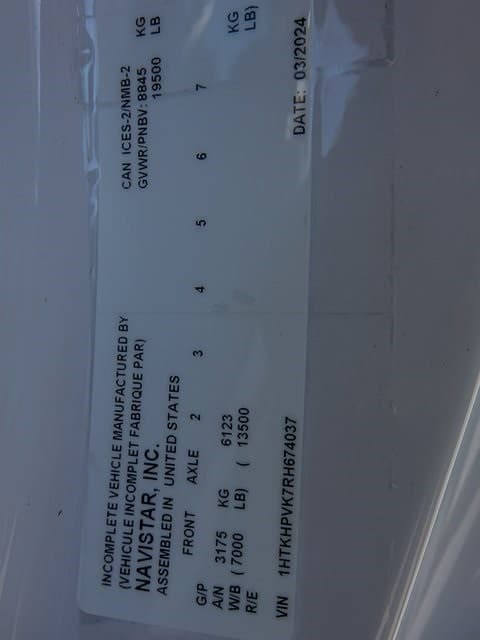 INCOMPLETE VEHICLE MANUFACTURED BY
(VEHICULE INCOMPLET FABRIQUE PAR)
NAVISTAR, INC.
ASSEMBLED IN UNITED STATES
CAN ICES-2/NMB-2
GVWR/PNBV: 8845 KG
19500 LB
FRONT AXLE 2 3 4 5 6 7
G/P
A/N 3175 KG 6123 KG
W/B ( 7000 LB) ( 13500 LB)
R/E
VIN 1HTKHPVK7RH674037 DATE: 03/2024